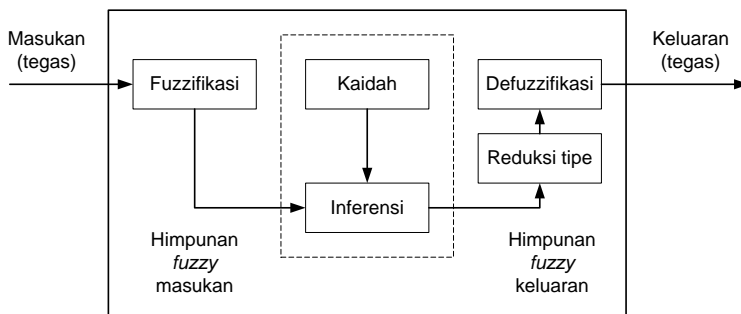 Masukan
(tegas)
Keluaran
(tegas)
Fuzzifikasi
Kaidah
Defuzzifikasi
Reduksi tipe
Inferensi
Himpunan
fuzzy
masukan
Himpunan
fuzzy
keluaran